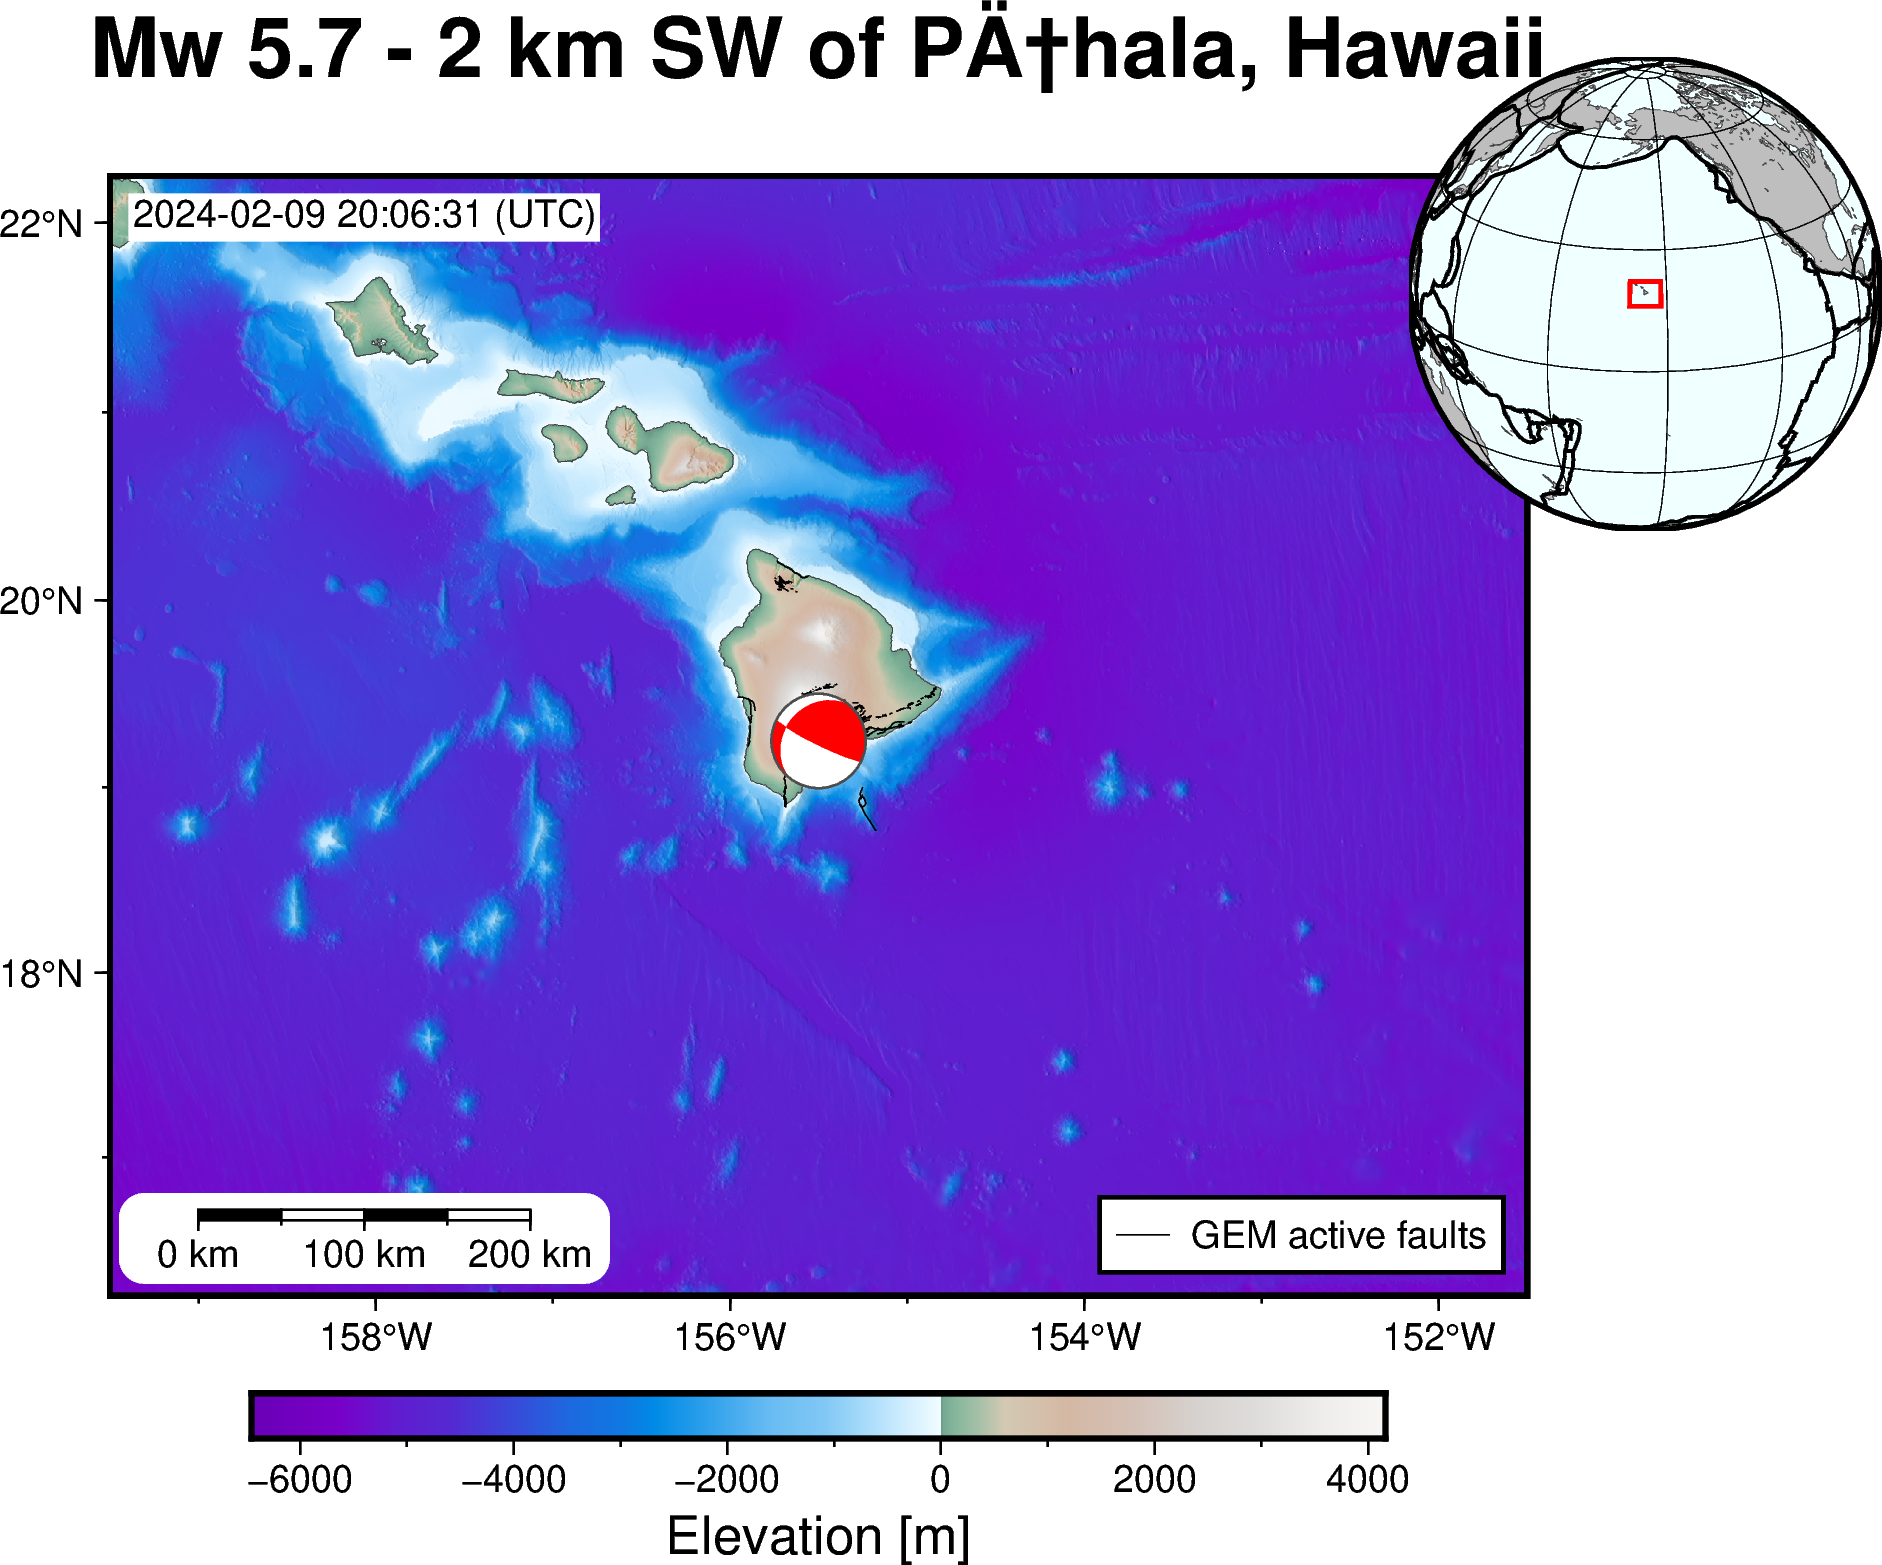 Mw 5.7 - 2 km SW of PÄ†hala, Hawaii
2024-02-09 20:06:31 (UTC)
22°N
20°N
18°N
0 km 100 km 200 km
GEM active faults
158°W 156°W 154°W 152°W
−6000 −4000 −2000 0 2000 4000
Elevation [m]